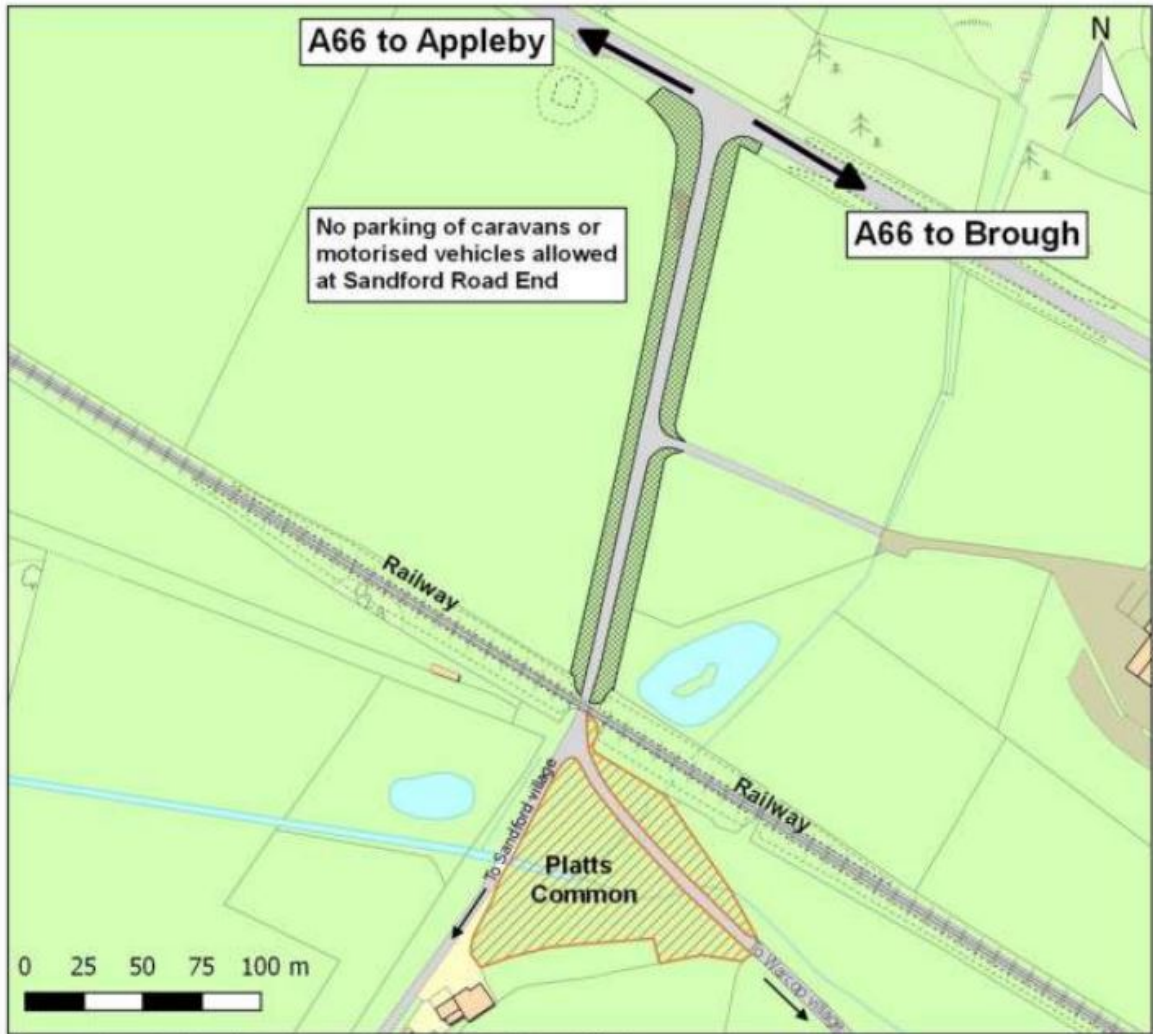 A66 to Appleby
N
No parking of caravans or
motorised vehicles allowed
at Sandford Road End
A66 to Brough
Railway
Railway
To Sandford village
Platts
Common
To Warcop village
0 25 50 75 100 m